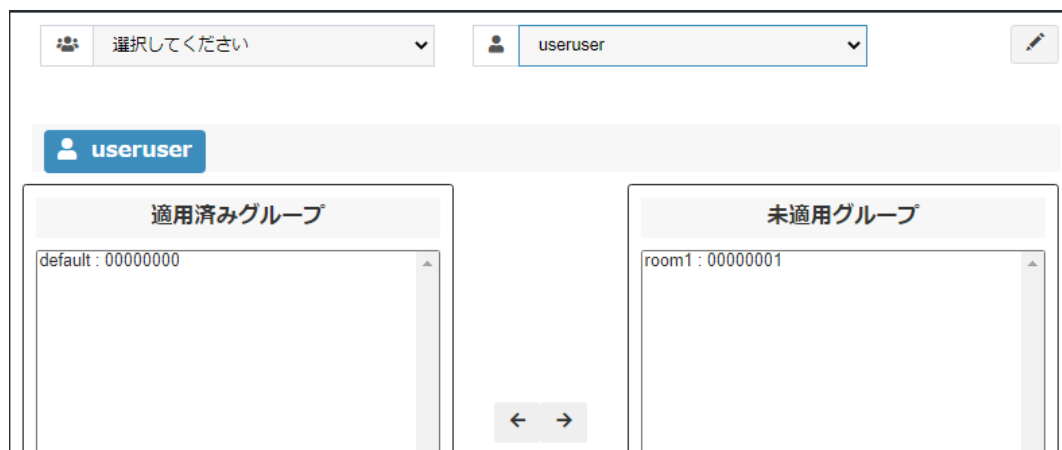 選択してください
useruser
useruser
適用済みグループ
default : 00000000
未適用グループ
room1 : 00000001